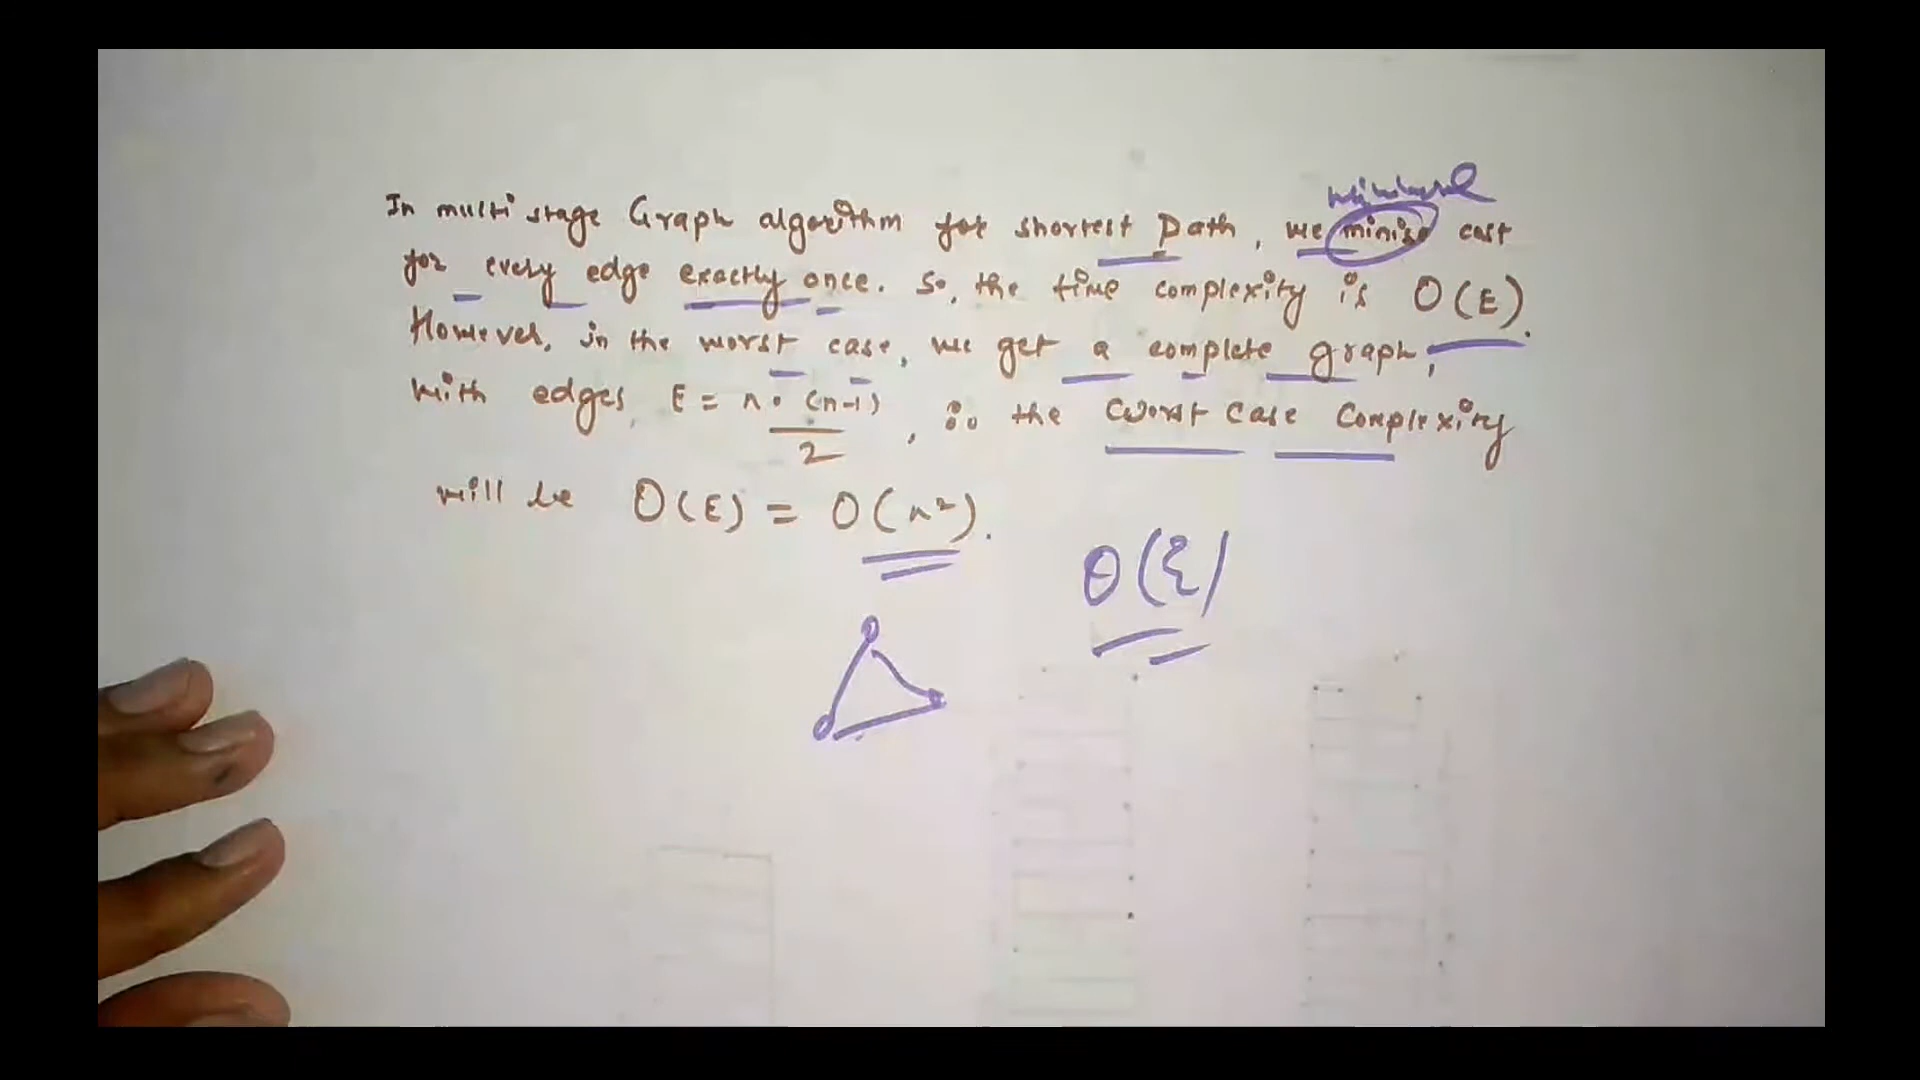 In multi stage Graph algorithm for shortest Path, we minize cost
minimize
for every edge exactly once. So, the time complexity is O(E).
However, in the worst case, we get a complete graph,
with edges, E = n.(n-1)/2, ∴ the worst case complexity
will be O(E) = O(n²).
O(E)